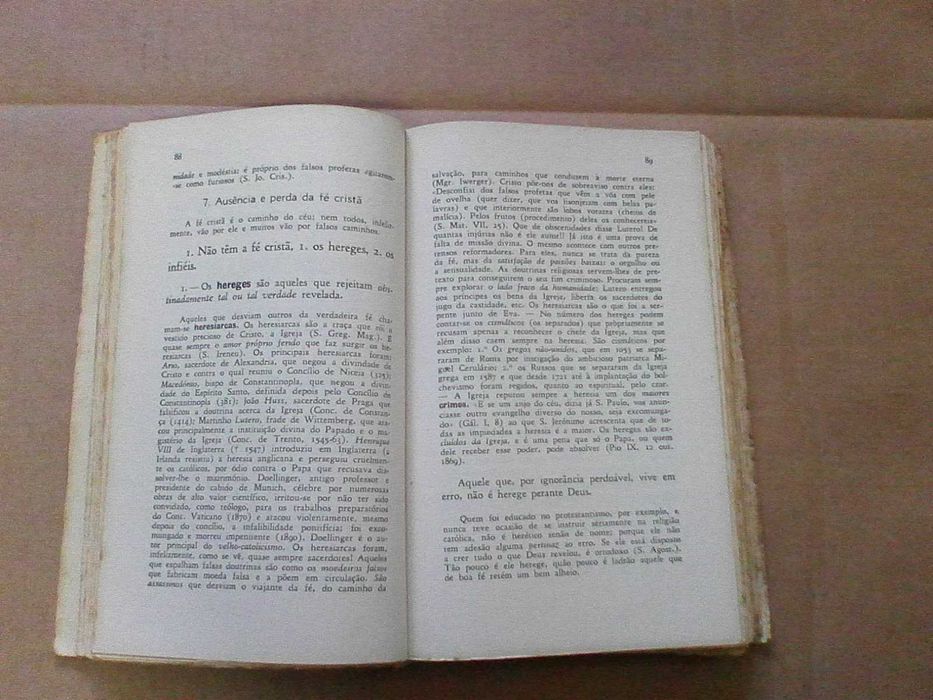 88
nidade e modéstia; é próprio dos falsos profetas agitarem-
-se como furiosos (S. Jo. Cris.).
7. Ausência e perda da fé cristã
A fé cristã é o caminho do céu; nem todos, infeliz-
mente, vão por ele e muitos vão por falsos caminhos.
1. Não têm a fé cristã, 1. os hereges, 2. os
infiéis.
1. — Os hereges são aqueles que rejeitam obs-
tinadamente tal ou tal verdade revelada.
Aqueles que desviam outros da verdadeira fé cha-
mam-se heresiarcas. Os heresiarcas são a traça que rói o
vestido precioso de Cristo, a Igreja (S. Greg. Mag.). É
quase sempre o amor próprio ferido que faz surgir os he-
resiarcas (S. Ireneu). Os principais heresiarcas foram:
Ario, sacerdote de Alexandria, que negou a divindade de
Cristo e contra o qual reuniu o Concílio de Niceia (325);
Macedónio, bispo de Constantinopla, que negou a divin-
dade do Espírito Santo, definida depois pelo Concílio de
Constantinopla (381); João Huss, sacerdote de Praga que
falsificou a doutrina acerca da Igreja (Conc. de Constan-
ça (1414); Martinho Lutero, frade de Wittemberg, que ata-
cou principalmente a instituição divina do Papado e o ma-
gistério da Igreja (Conc. de Trento, 1545-63). Henrique
VIII de Inglaterra († 1547) introduziu em Inglaterra (a
Irlanda resistiu) a heresia anglicana e perseguiu cruelmen-
te os católicos, por ódio contra o Papa que recusava dis-
solver-lhe o matrimónio. Doellinger, antigo professor e
presidente do cabido de Munich, célebre por numerosas
obras de alto valor científico, irritou-se por não ter sido
convidado, como teólogo, para os trabalhos preparatórios
do Conc. Vaticano (1870) e atacou violentamente, mesmo
depois do concílio, a infalibilidade pontifícia; foi exco-
mungado e morreu impenitente (1890). Doellinger é o au-
tor principal do velho-catolicismo. Os heresiarcas foram,
infelizmente, como se vê, quase sempre sacerdotes! Aqueles
que espalham falsas doutrinas são como os moedeiros falsos
que fabricam moeda falsa e a põem em circulação. São
assassinos que desviam o viajante da fé, do caminho da
89
salvação, para caminhos que conduzem à morte eterna
(Mgr. Iwerger). Cristo pôr-nos de sobreaviso contra eles:
«Desconfiai dos falsos profetas que vêm a vós com pele
de ovelha (quer dizer, que vos lisonjeiam com belas pa-
lavras) e que interiormente são lobos vorazes (cheios de
malícia). Pelos frutos (procedimento) deles os conhecereis»
(S. Mat. VII, 25). Que de obscenidades disse Lutero! De
quantas injúrias não é ele autor!! Já isto é uma prova de
falta de missão divina. O mesmo acontece com outros pre-
tensos reformadores. Para eles, nunca se trata da pureza
da fé, mas da satisfação de paixões baixas: o orgulho ou
a sensualidade. As doutrinas religiosas servem-lhes de pre-
texto para conseguirem o seu fim criminoso. Procuram sem-
pre explorar o lado fraco da humanidade: Lutero entregou
aos príncipes os bens da Igreja, liberta os sacerdotes do
jugo da castidade, etc. Os heresiarcas são o que foi a ser-
pente junto de Eva. — No número dos hereges podem
contar-se os cismáticos (os separados) que propriamente se
recusam apenas a reconhecer o chefe da Igreja, mas que
além disso caem sempre na heresia. São cismáticos por
exemplo: 1.º Os gregos não-unidos, que em 1053 se sepa-
raram de Roma por instigação do ambicioso patriarca Mi-
guel Cerulário; 2.º os Russos que se separaram da Igreja
grega em 1587 e que desde 1721 até à implantação do bol-
chevismo foram regidos, quanto ao espiritual, pelo czar.
— A Igreja reputou sempre a heresia um dos maiores
crimes. «E se um anjo do céu, dizia já S. Paulo, vos anun-
ciasse outro evangelho diverso do nosso, seja excomunga-
do» (Gál. I, 8) ao que S. Jerónimo acrescenta que de to-
das as impiedades a heresia é a maior. Os hereges são ex-
cluídos da Igreja, e é uma pena que só o Papa, ou quem
dele receber esse poder, pode absolver (Pio IX, 12 out.
1869).
Aquele que, por ignorância perdoável, vive em
erro, não é herege perante Deus.
Quem foi educado no protestantismo, por exemplo, e
nunca teve ocasião de se instruir sèriamente na religião
católica, não é herético senão de nome; porque ele não
tem adesão alguma pertinaz ao erro. Se ele está disposto
a crer tudo o que Deus revelou, é ortodoxo (S. Agost.).
Tão pouco é ele herege, quão pouco é ladrão aquele que
de boa fé retém um bem alheio.